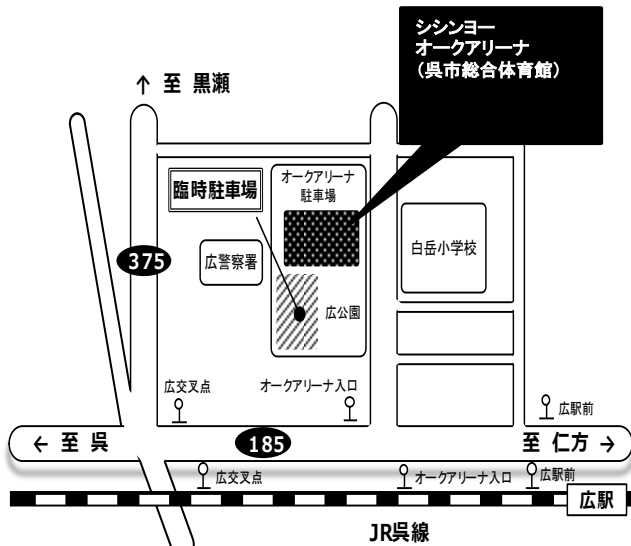 シシンヨー
オークアリーナ
（呉市総合体育館）
↑ 至 黒瀬
臨時駐車場
オークアリーナ
駐車場
広警察署
白岳小学校
375
広公園
広交叉点
オークアリーナ入口
広駅前
← 至 呉
185
至 仁方 →
広交叉点
オークアリーナ入口
広駅前
広駅
JR呉線